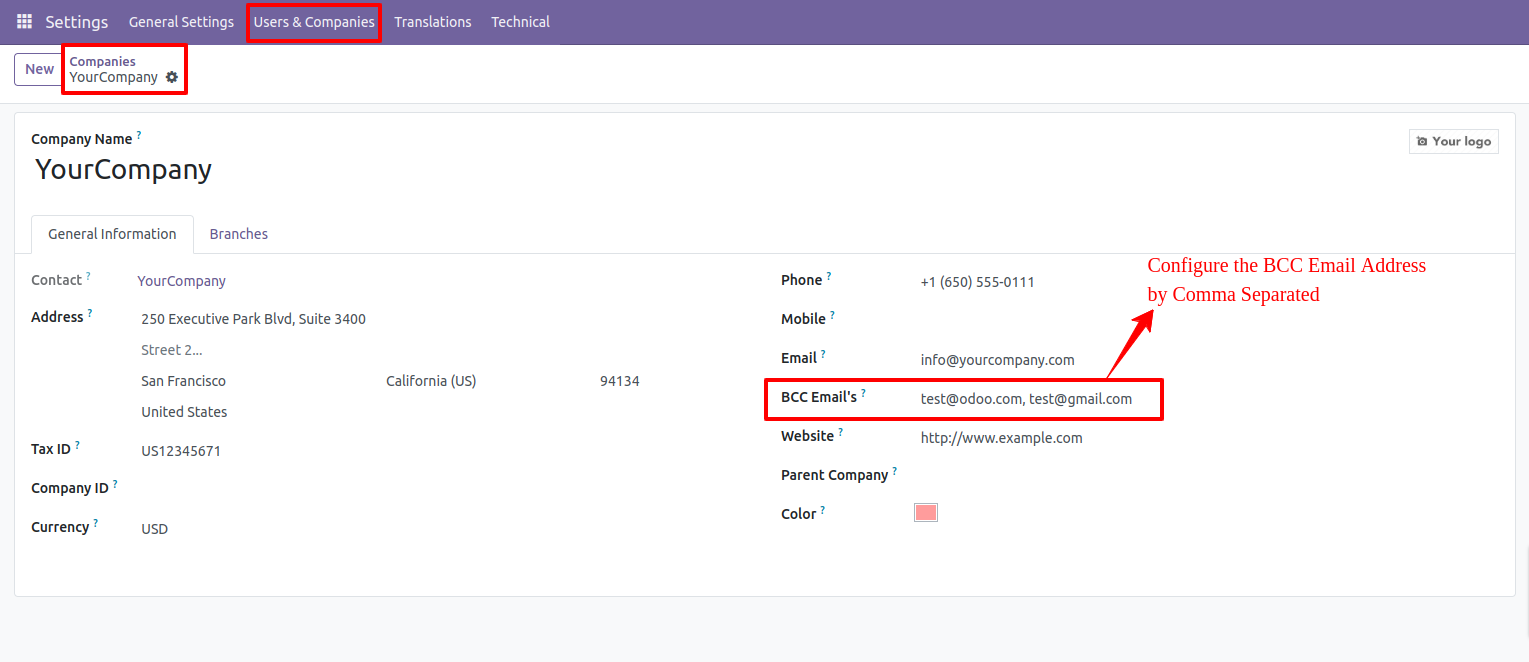 Settings General Settings Users & Companies Translations Technical
New
Companies
YourCompany
Company Name ?
YourCompany
Your logo
General Information Branches
Contact ? YourCompany
Address ? 250 Executive Park Blvd, Suite 3400
Street 2...
San Francisco California (US) 94134
United States
Tax ID ? US12345671
Company ID ?
Currency ? USD
Phone ? +1 (650) 555-0111
Mobile ?
Email ? info@yourcompany.com
BCC Email's ? test@odoo.com, test@gmail.com
Website ? http://www.example.com
Parent Company ?
Color ?
Configure the BCC Email Address
by Comma Separated